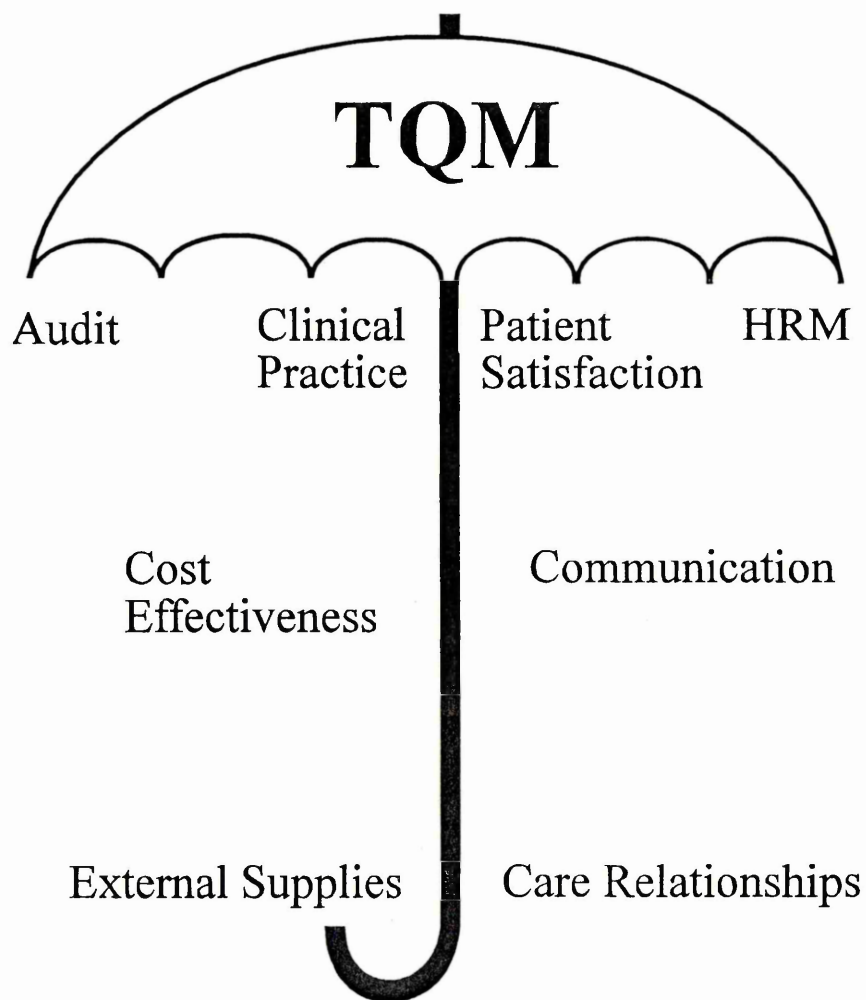 TQM
Audit
Clinical
Practice
Patient
Satisfaction
HRM
Cost
Effectiveness
Communication
External Supplies
Care Relationships